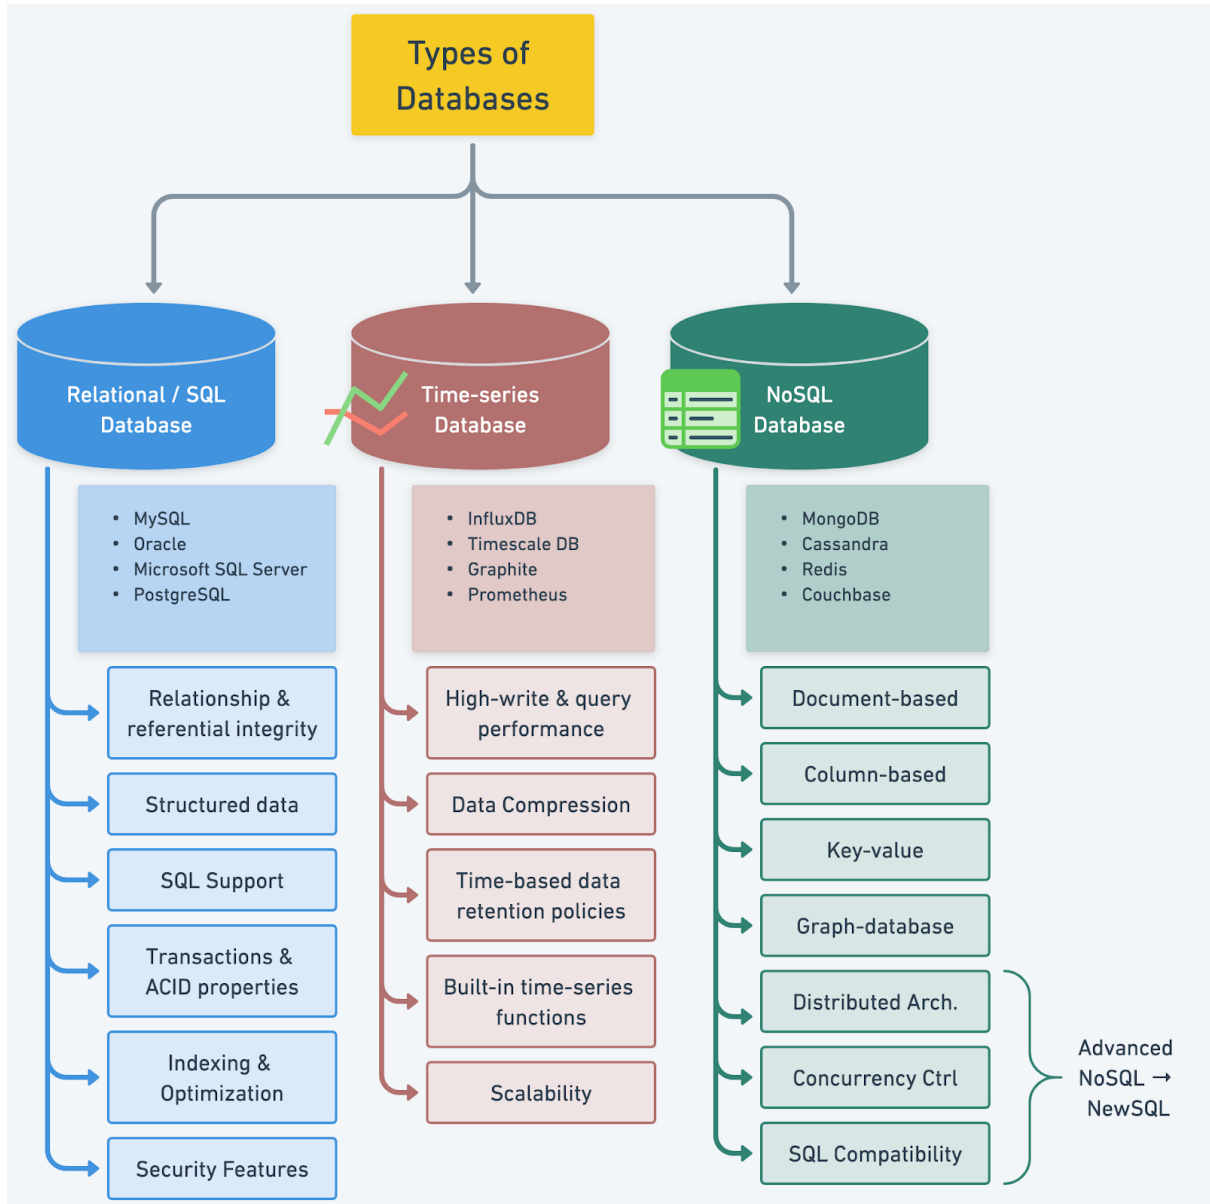 Types of
Databases
Relational / SQL
Database
• MySQL
• Oracle
• Microsoft SQL Server
• PostgreSQL
Relationship &
referential integrity
Structured data
SQL Support
Transactions &
ACID properties
Indexing &
Optimization
Security Features
Time-series
Database
• InfluxDB
• Timescale DB
• Graphite
• Prometheus
High-write & query
performance
Data Compression
Time-based data
retention policies
Built-in time-series
functions
Scalability
NoSQL
Database
• MongoDB
• Cassandra
• Redis
• Couchbase
Document-based
Column-based
Key-value
Graph-database
Distributed Arch.
Concurrency Ctrl
SQL Compatibility
Advanced
NoSQL →
NewSQL